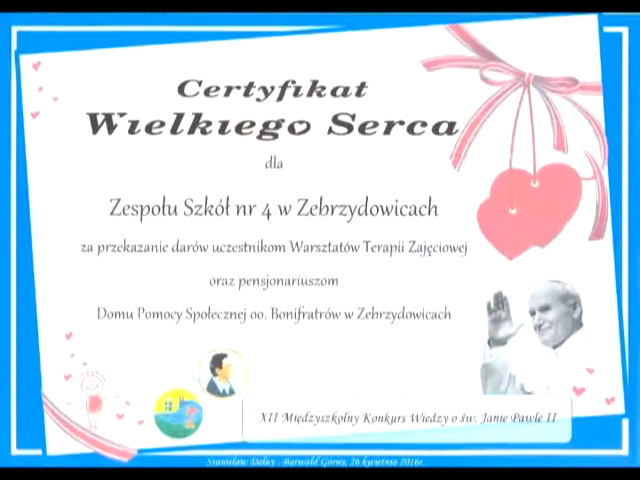 Certyfikat
Wielkiego Serca
dla
Zespołu Szkół nr 4 w Zebrzydowicach
za przekazanie darów uczestnikom Warsztatów Terapii Zajęciowej
oraz pensjonariuszom
Domu Pomocy Społecznej oo. Bonifratrów w Zebrzydowicach
XII Międzyszkolny Konkurs Wiedzy o św. Janie Pawle II
Stanisław Dolny - Barwałd Górny, 26 kwietnia 2016r.